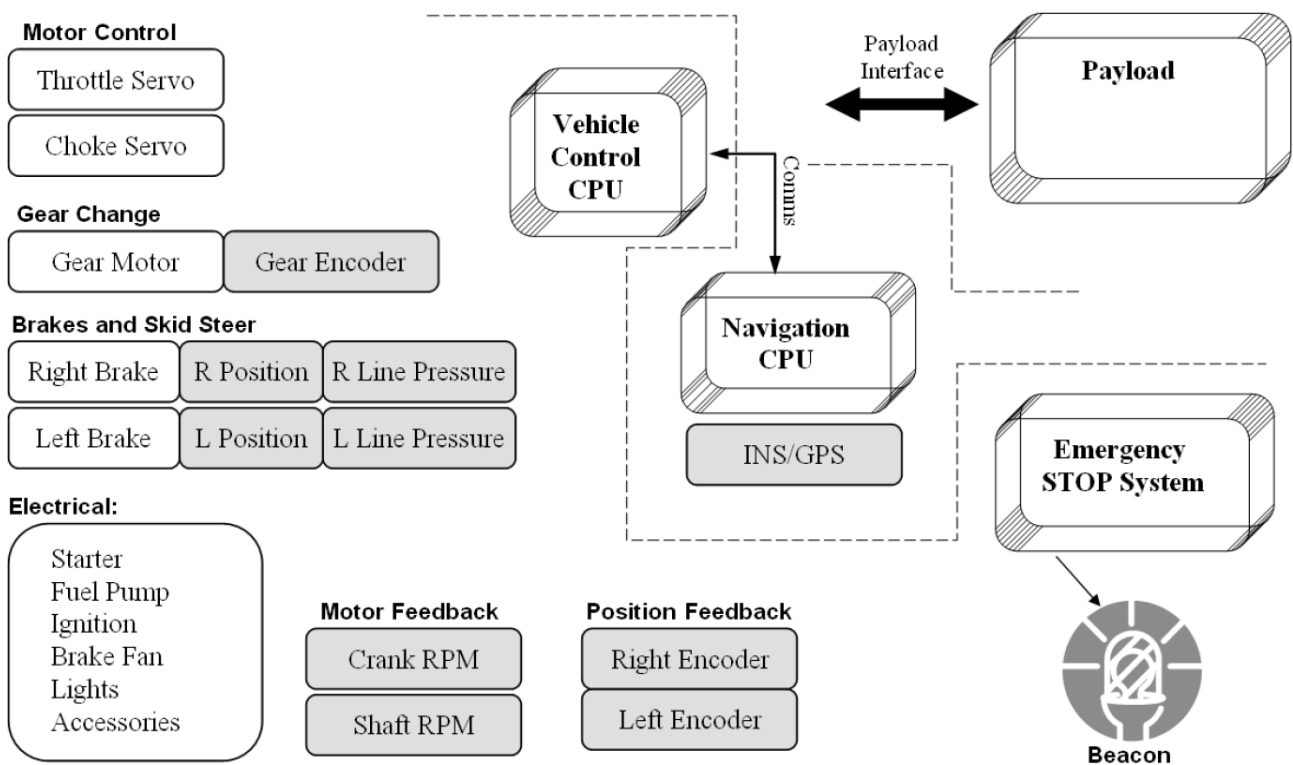 Motor Control
Throttle Servo
Choke Servo
Gear Change
Gear Motor
Gear Encoder
Brakes and Skid Steer
Right Brake
R Position
R Line Pressure
Left Brake
L Position
L Line Pressure
Electrical:
Starter
Fuel Pump
Ignition
Brake Fan
Lights
Accessories
Motor Feedback
Crank RPM
Shaft RPM
Position Feedback
Right Encoder
Left Encoder
Vehicle
Control
CPU
Comms
Navigation
CPU
INS/GPS
Payload
Interface
Payload
Emergency
STOP System
Beacon